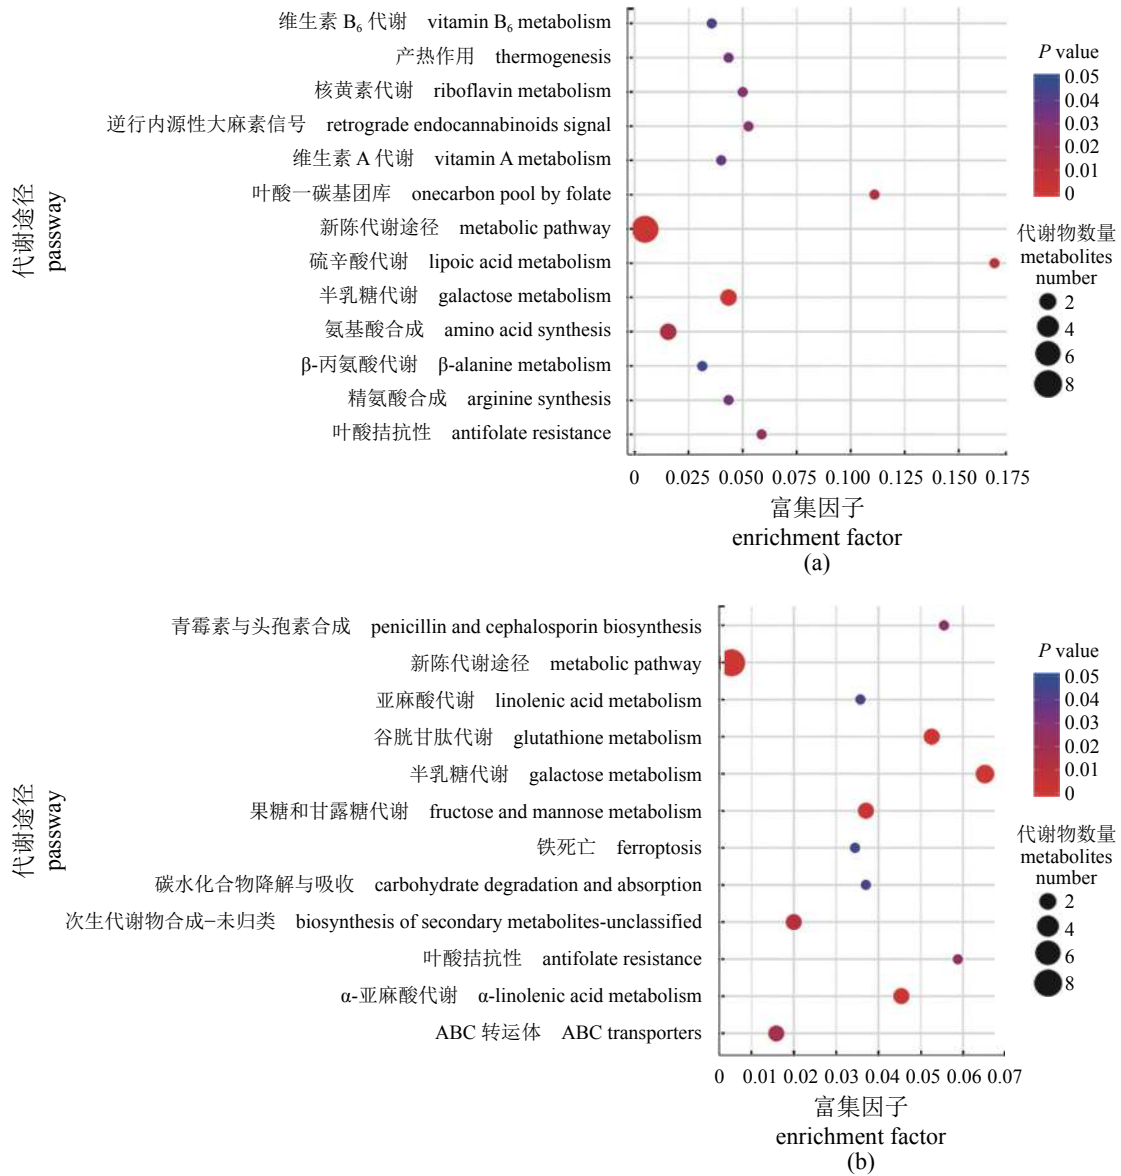 维生素 B₆ 代谢 vitamin B₆ metabolism
产热作用 thermogenesis
核黄素代谢 riboflavin metabolism
逆行内源性大麻素信号 retrograde endocannabinoids signal
维生素 A 代谢 vitamin A metabolism
叶酸一碳基团库 onecarbon pool by folate
新陈代谢途径 metabolic pathway
硫辛酸代谢 lipoic acid metabolism
半乳糖代谢 galactose metabolism
氨基酸合成 amino acid synthesis
β-丙氨酸代谢 β-alanine metabolism
精氨酸合成 arginine synthesis
叶酸拮抗性 antifolate resistance
代谢途径
passway
0 0.025 0.050 0.075 0.100 0.125 0.150 0.175
富集因子
enrichment factor
(a)
P value
0.05
0.04
0.03
0.02
0.01
0
代谢物数量
metabolites
number
2
4
6
8
青霉素与头孢素合成 penicillin and cephalosporin biosynthesis
新陈代谢途径 metabolic pathway
亚麻酸代谢 linolenic acid metabolism
谷胱甘肽代谢 glutathione metabolism
半乳糖代谢 galactose metabolism
果糖和甘露糖代谢 fructose and mannose metabolism
铁死亡 ferroptosis
碳水化合物降解与吸收 carbohydrate degradation and absorption
次生代谢物合成−未归类 biosynthesis of secondary metabolites-unclassified
叶酸拮抗性 antifolate resistance
α-亚麻酸代谢 α-linolenic acid metabolism
ABC 转运体 ABC transporters
代谢途径
passway
0 0.01 0.02 0.03 0.04 0.05 0.06 0.07
富集因子
enrichment factor
(b)
P value
0.05
0.04
0.03
0.02
0.01
0
代谢物数量
metabolites
number
2
4
6
8